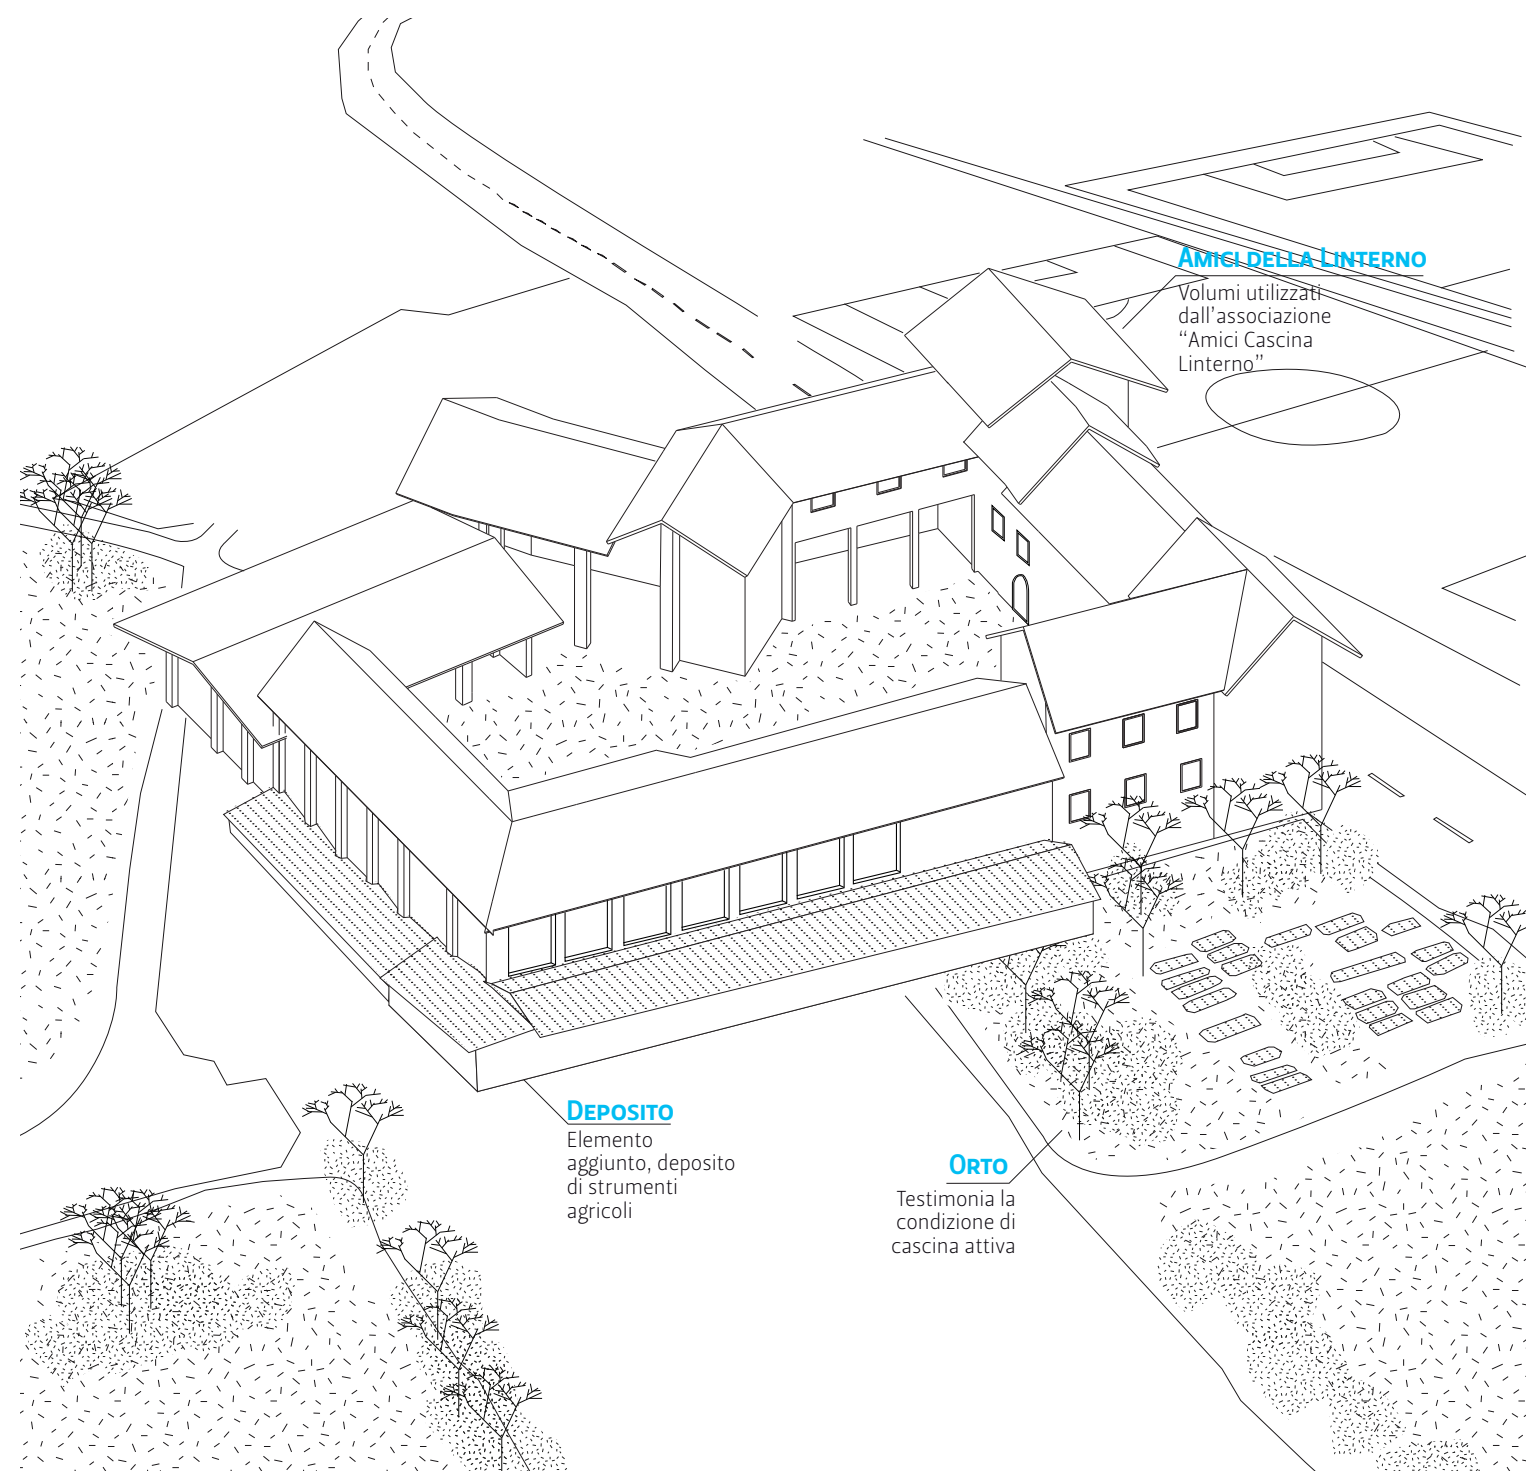 Amici della Linterno
Volumi utilizzati
dall’associazione
“Amici Cascina
Linterno”
Deposito
Elemento
aggiunto, deposito
di strumenti
agricoli
Orto
Testimonia la
condizione di
cascina attiva